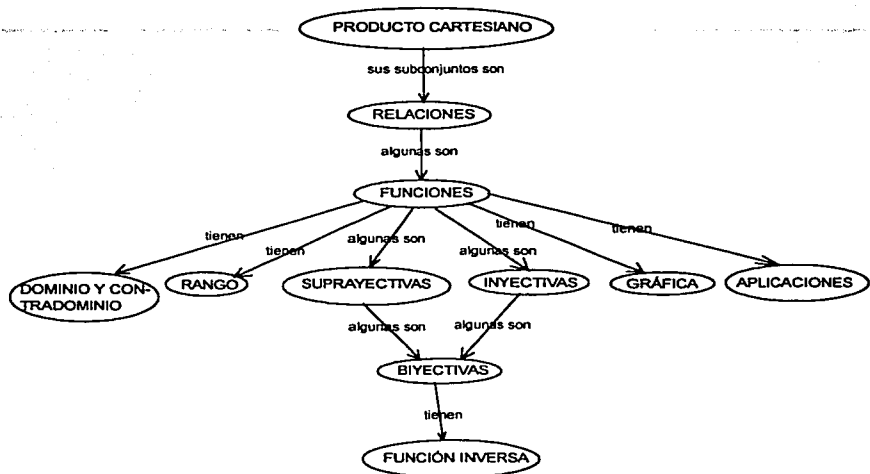 PRODUCTO CARTESIANO
sus subconjuntos son
RELACIONES
algunas son
FUNCIONES
tienen
tienen
algunas son
algunas son
tienen
tienen
DOMINIO Y CON-
TRADOMINIO
RANGO
SUPRAYECTIVAS
INYECTIVAS
GRÁFICA
APLICACIONES
algunas son
algunas son
BIYECTIVAS
tienen
FUNCIÓN INVERSA